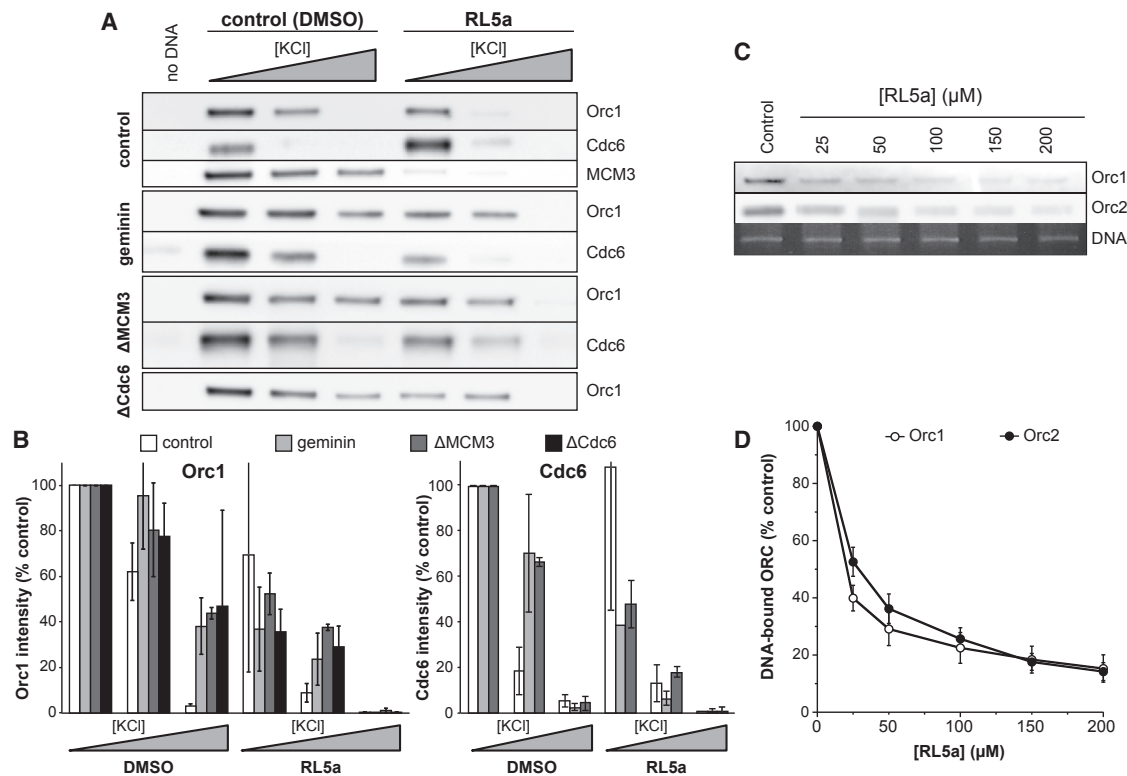 A
no DNA
control (DMSO)
RL5a
[KCl]
[KCl]
control
Orc1
Cdc6
MCM3
geminin
Orc1
Cdc6
ΔMCM3
Orc1
Cdc6
ΔCdc6
Orc1
C
[RL5a] (µM)
Control 25 50 100 150 200
Orc1
Orc2
DNA
B
control geminin ΔMCM3 ΔCdc6
Orc1
Orc1 intensity (% control)
100
80
60
40
20
0
[KCl] [KCl]
DMSO RL5a
Cdc6
Cdc6 intensity (% control)
100
80
60
40
20
0
[KCl] [KCl]
DMSO RL5a
D
Orc1 Orc2
DNA-bound ORC (% control)
100
80
60
40
20
0
0 50 100 150 200
[RL5a] (µM)